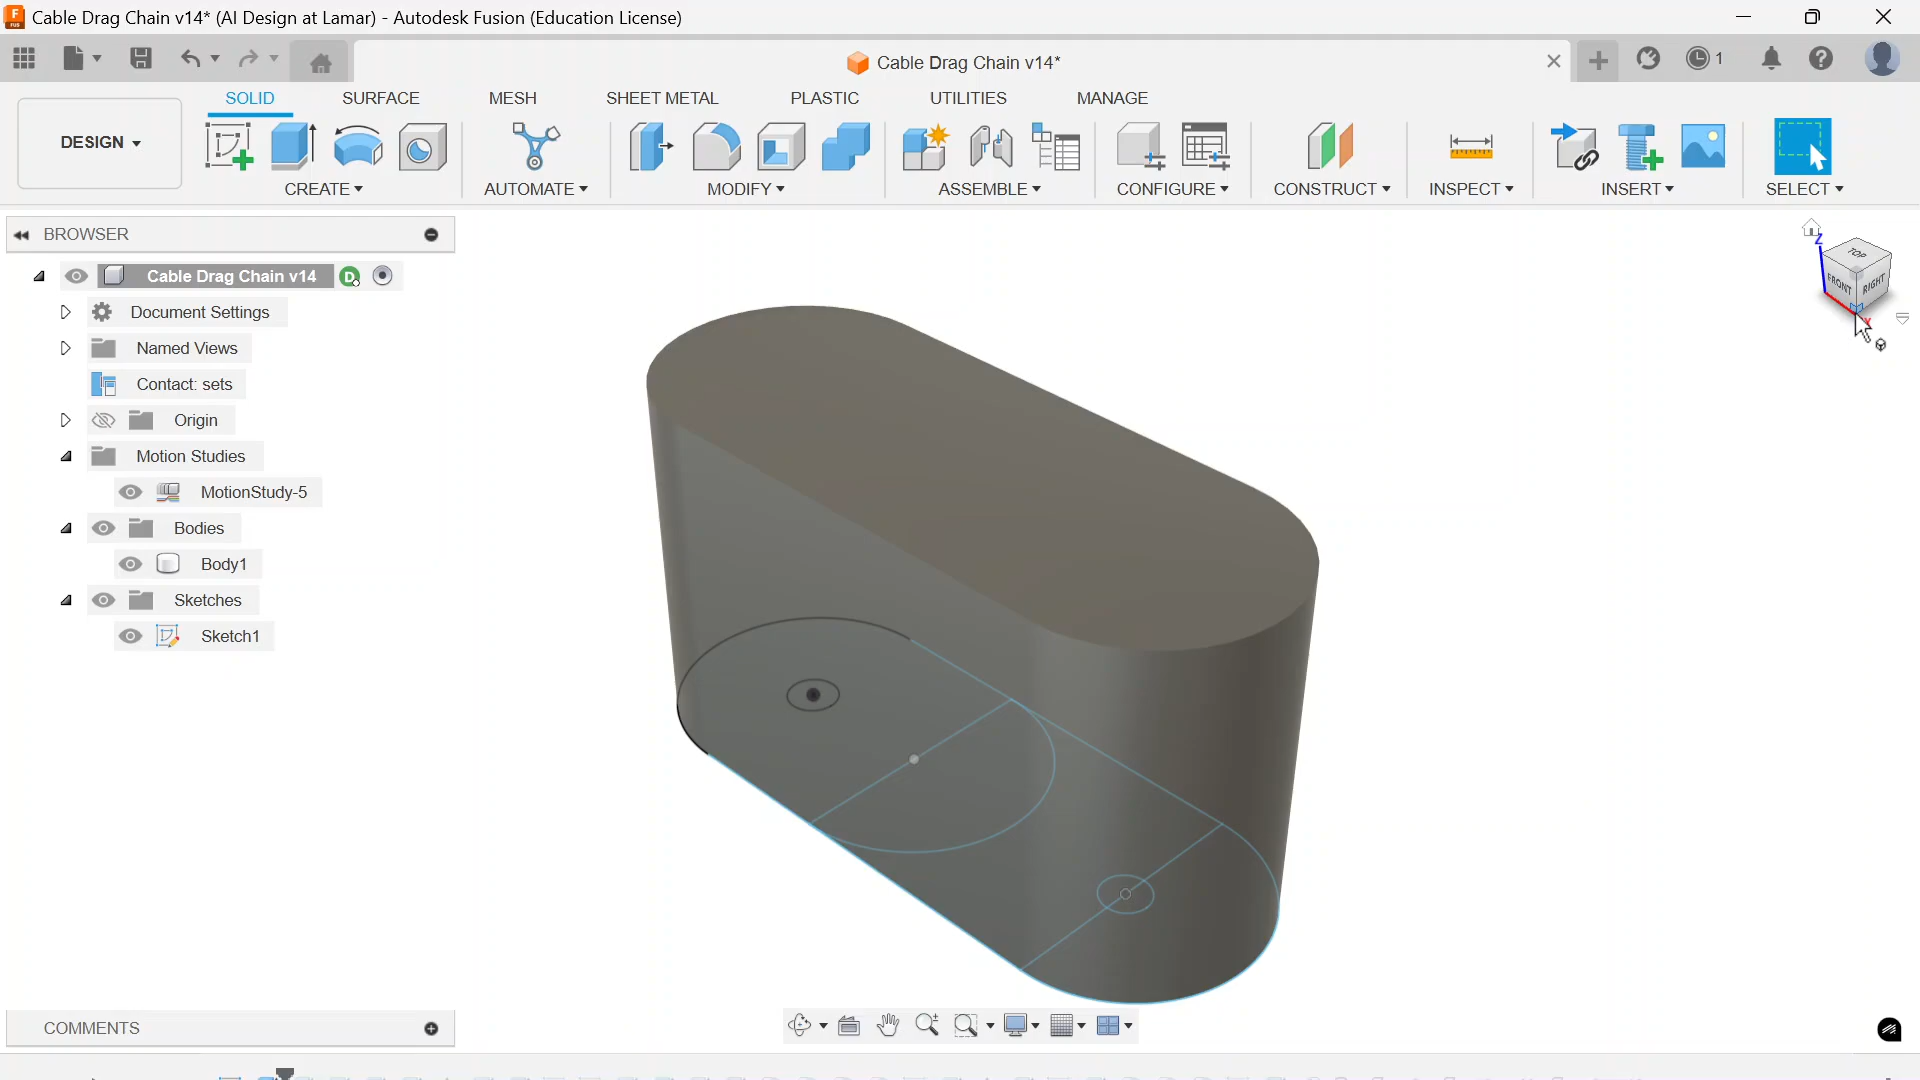 Cable Drag Chain v14* (AI Design at Lamar) - Autodesk Fusion (Education License)
Cable Drag Chain v14*
1
SOLID SURFACE MESH SHEET METAL PLASTIC UTILITIES MANAGE
DESIGN
CREATE AUTOMATE MODIFY ASSEMBLE CONFIGURE CONSTRUCT INSPECT INSERT SELECT
BROWSER
Cable Drag Chain v14
D
Document Settings
Named Views
Contact: sets
Origin
Motion Studies
MotionStudy-5
Bodies
Body1
Sketches
Sketch1
Z
TOP
FRONT RIGHT
COMMENTS